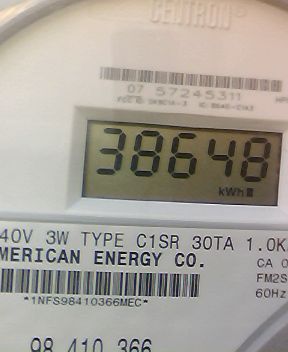 CENTRON®
07 57245311
38648
kWh
40V 3W TYPE C1SR 30TA 1.0K
MERICAN ENERGY CO.
CA 0
FM2S
*1NFS98410366MEC*
60Hz
98 410 366